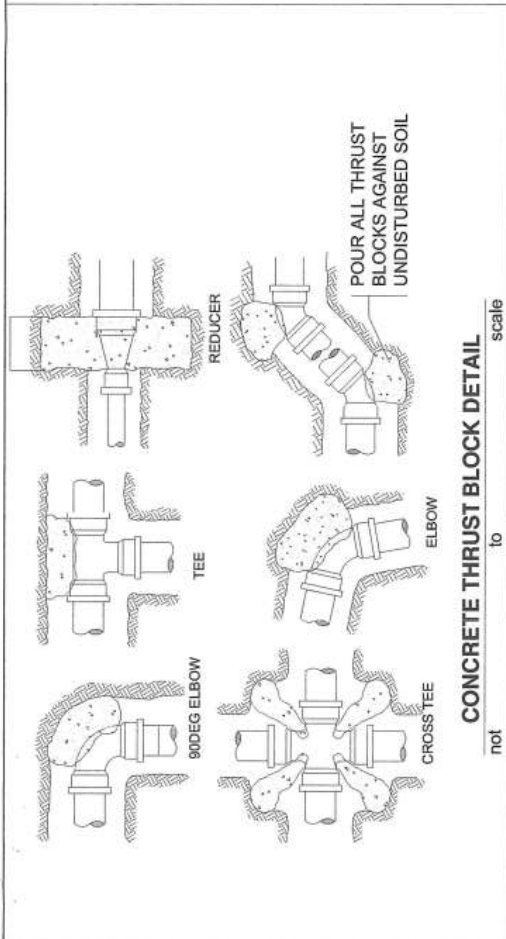 90DEG ELBOW
TEE
REDUCER
CROSS TEE
ELBOW
POUR ALL THRUST
BLOCKS AGAINST
UNDISTURBED SOIL
CONCRETE THRUST BLOCK DETAIL
not to scale